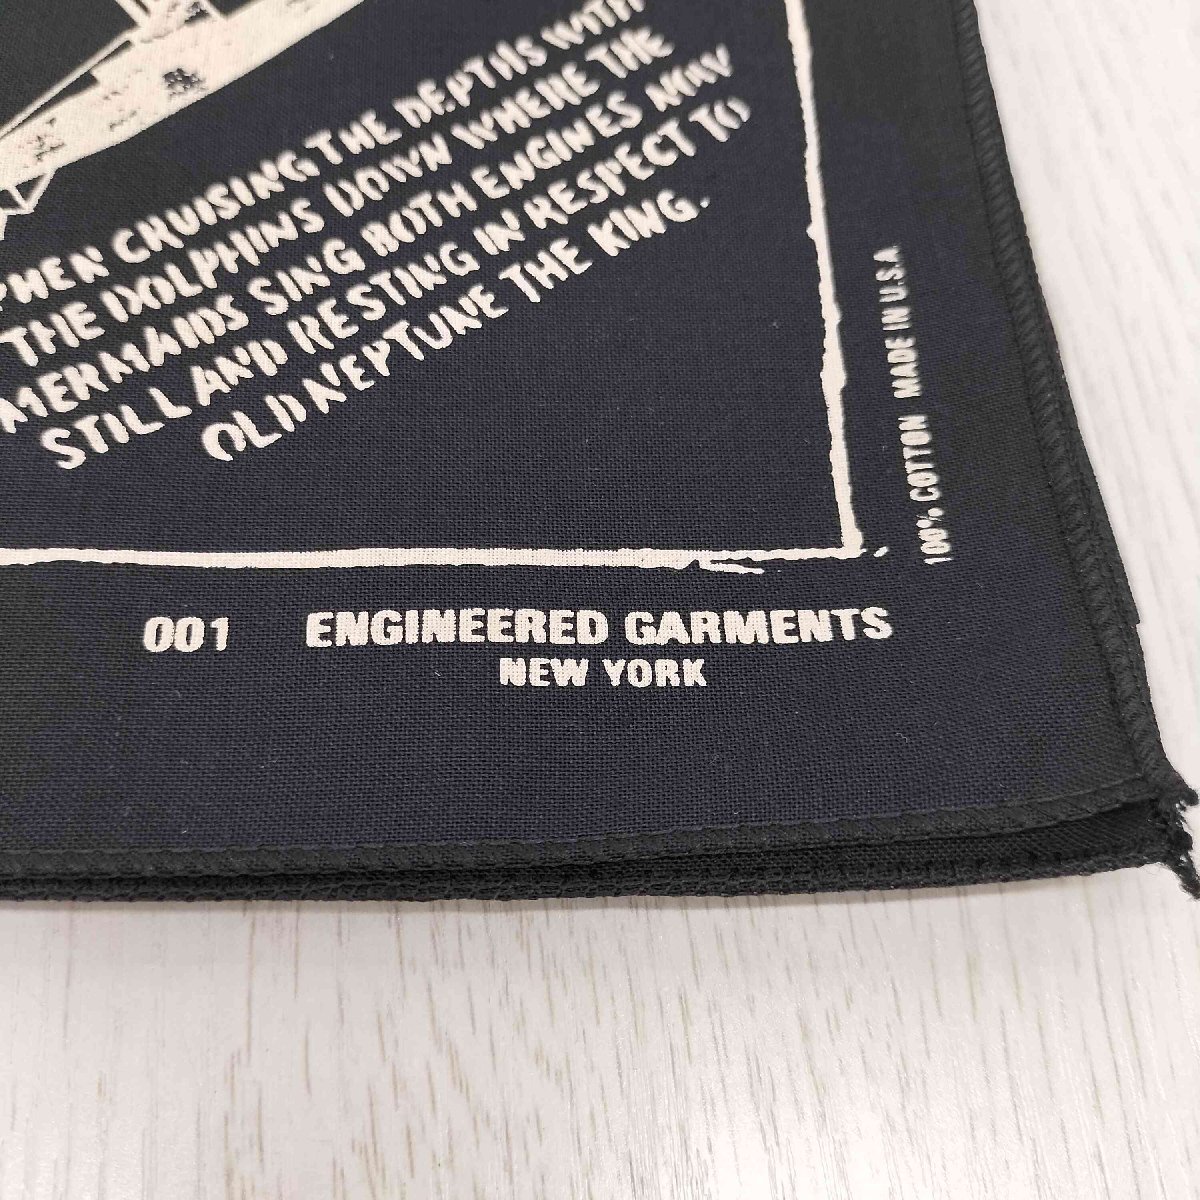 CRUISING THE DEPTHS WITH
THE DOLPHINS DOWN WHERE THE
MERMAIDS SING BOTH ENGINES MAY
STILL AND RESTING IN RESPECT TO
OLD NEPTUNE THE KING.
100% COTTON MADE IN U.S.A
001 ENGINEERED GARMENTS
NEW YORK